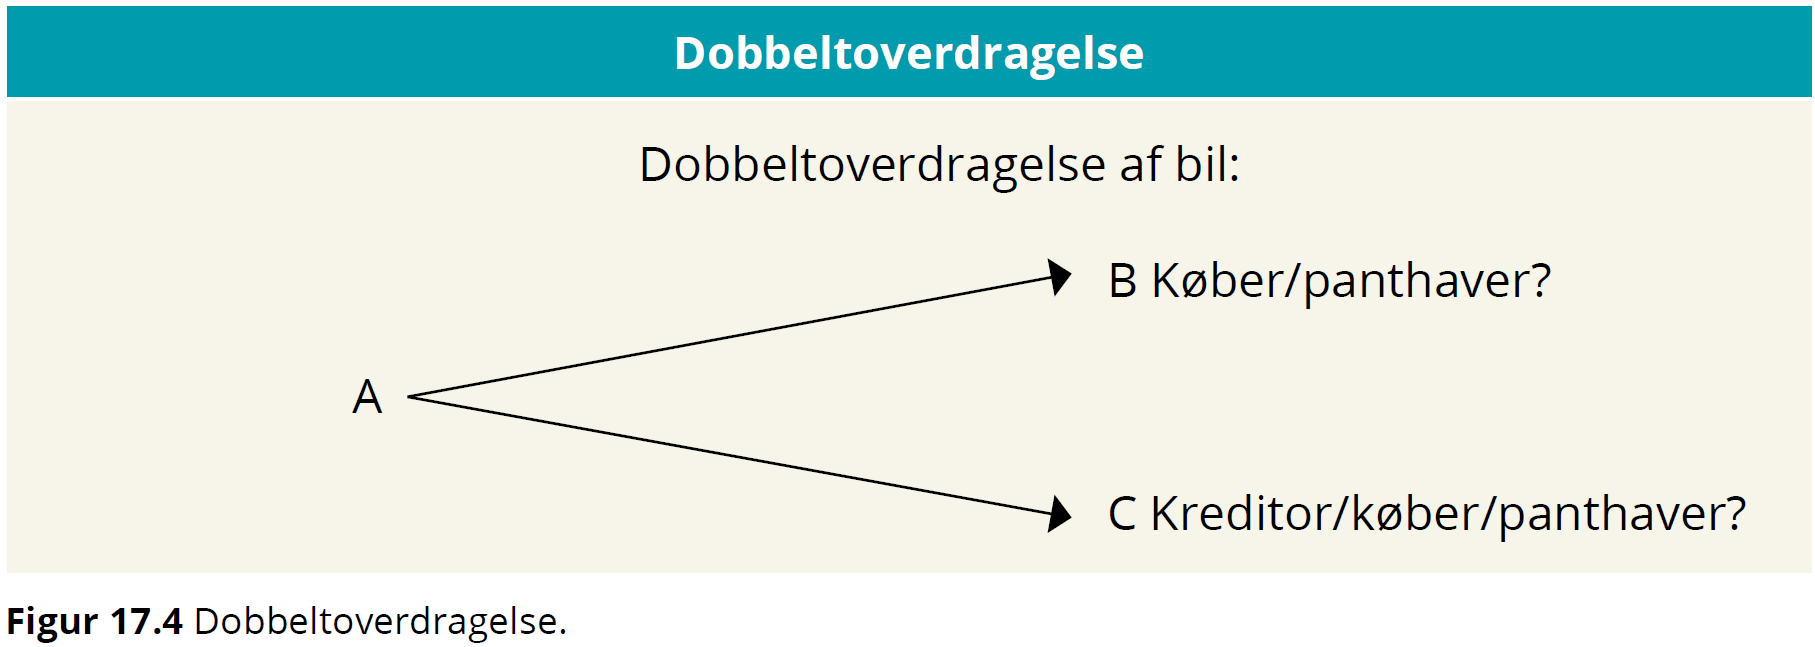 Dobbeltoverdragelse
Dobbeltoverdragelse af bil:
B Køber/panthaver?
A
C Kreditor/køber/panthaver?
Figur 17.4 Dobbeltoverdragelse.